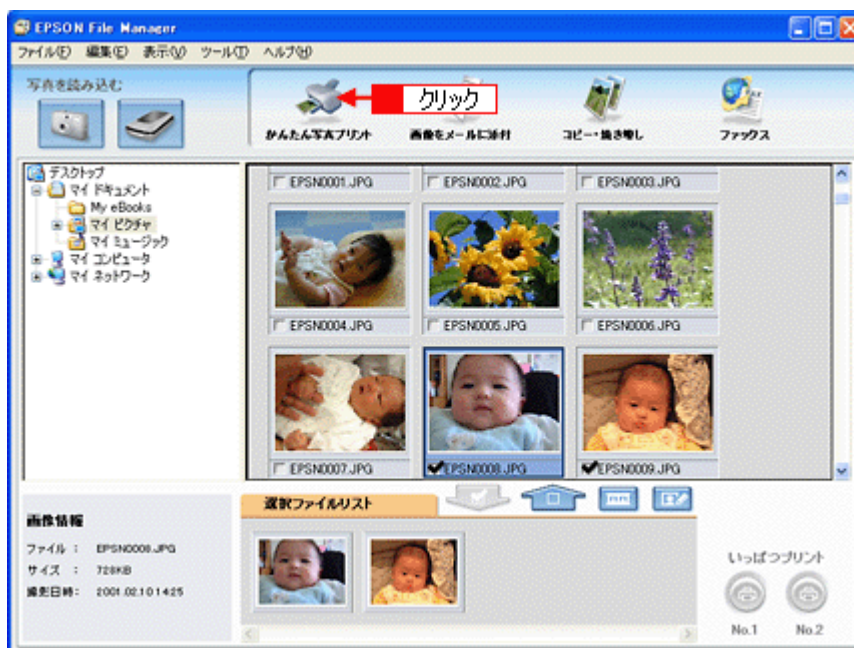 EPSON File Manager
ファイル(F) 編集(E) 表示(V) ツール(T) ヘルプ(H)
写真を読み込む
クリック
かんたん写真プリント 画像をメールに添付 コピー・焼き増し ファックス
デスクトップ
マイ ドキュメント
My eBooks
マイ ピクチャ
マイ ミュージック
マイ コンピュータ
マイ ネットワーク
EPSN0001.JPG EPSN0002.JPG EPSN0003.JPG
EPSN0004.JPG EPSN0005.JPG EPSN0006.JPG
EPSN0007.JPG EPSN0008.JPG EPSN0009.JPG
選択ファイルリスト
画像情報
ファイル : EPSN0008.JPG
サイズ : 728KB
撮影日時: 2001.02.10 14:25
いっぱつプリント
No.1 No.2